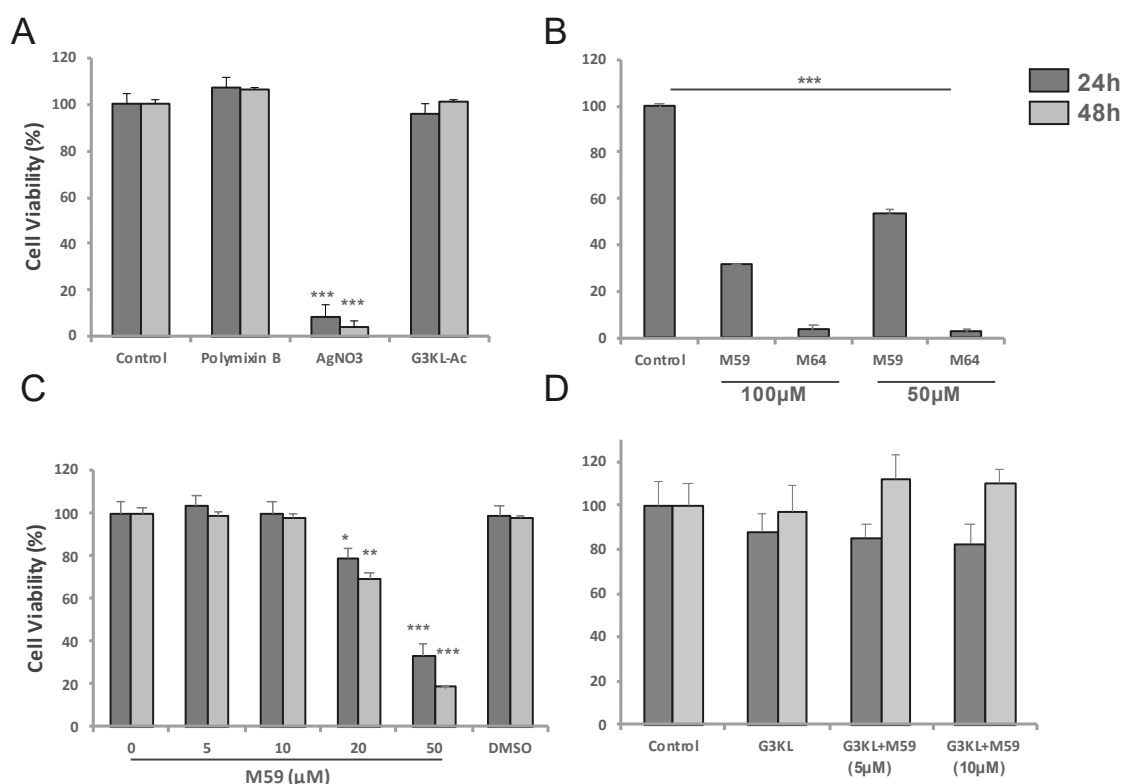 A
120
100
80
60
40
20
0
Cell Viability (%)
*** ***
Control Polymixin B AgNO3 G3KL-Ac
B
120
100
80
60
40
20
0
***
Control M59 M64 M59 M64
100μM 50μM
24h
48h
C
120
100
80
60
40
20
0
Cell Viability (%)
* **
*** ***
0 5 10 20 50 DMSO
M59 (μM)
D
120
100
80
60
40
20
0
Control G3KL G3KL+M59 G3KL+M59
(5μM) (10μM)